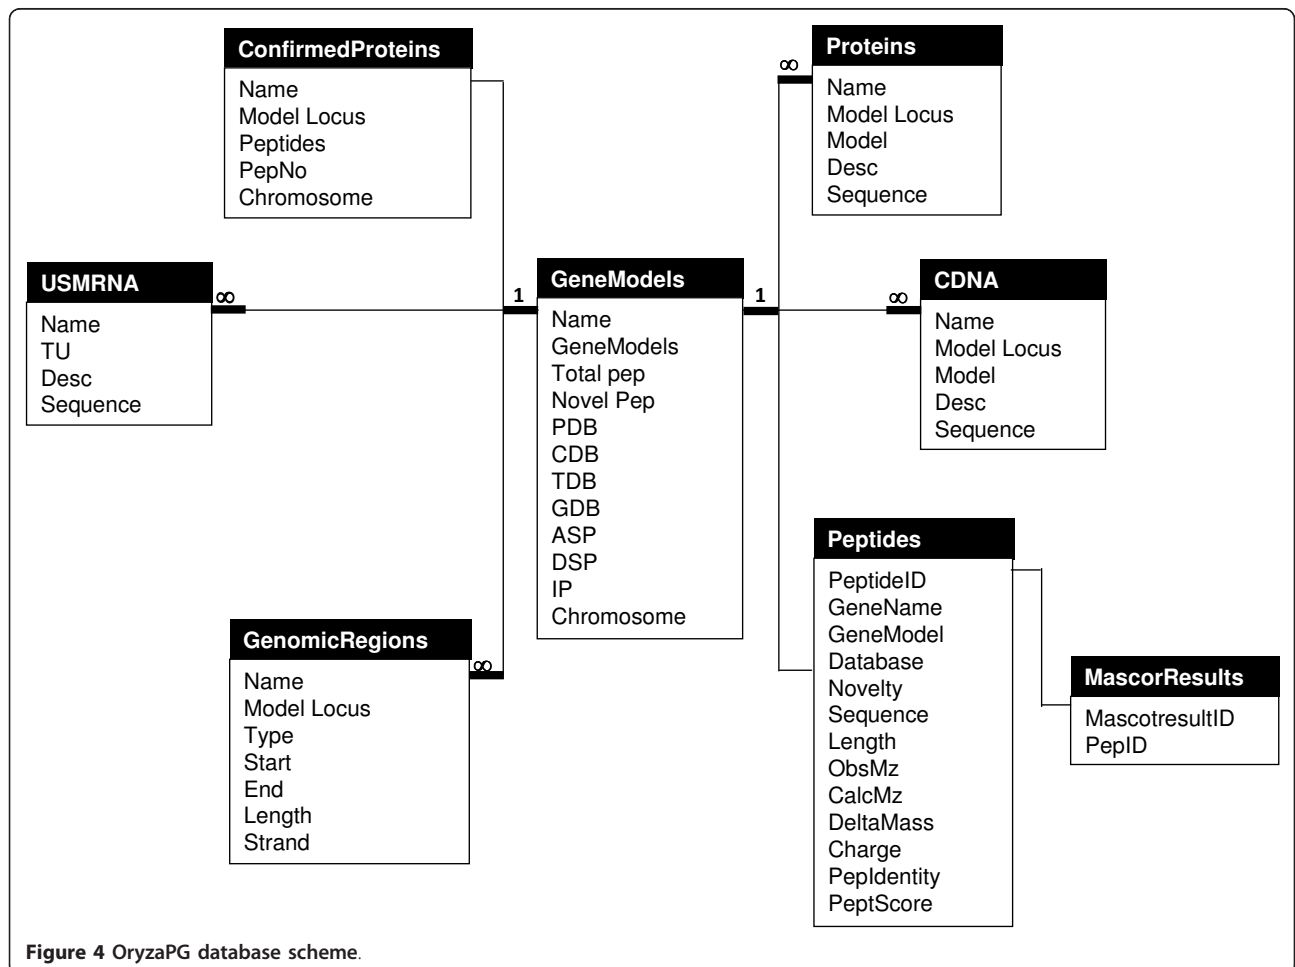 ConfirmedProteins
Name
Model Locus
Peptides
PepNo
Chromosome
Proteins
Name
Model Locus
Model
Desc
Sequence
∞
USMRNA
Name
TU
Desc
Sequence
∞
1
GeneModels
Name
GeneModels
Total pep
Novel Pep
PDB
CDB
TDB
GDB
ASP
DSP
IP
Chromosome
1
∞
CDNA
Name
Model Locus
Model
Desc
Sequence
GenomicRegions
Name
Model Locus
Type
Start
End
Length
Strand
∞
Peptides
PeptideID
GeneName
GeneModel
Database
Novelty
Sequence
Length
ObsMz
CalcMz
DeltaMass
Charge
PepIdentity
PeptScore
MascorResults
MascotresultID
PepID
Figure 4 OryzaPG database scheme.